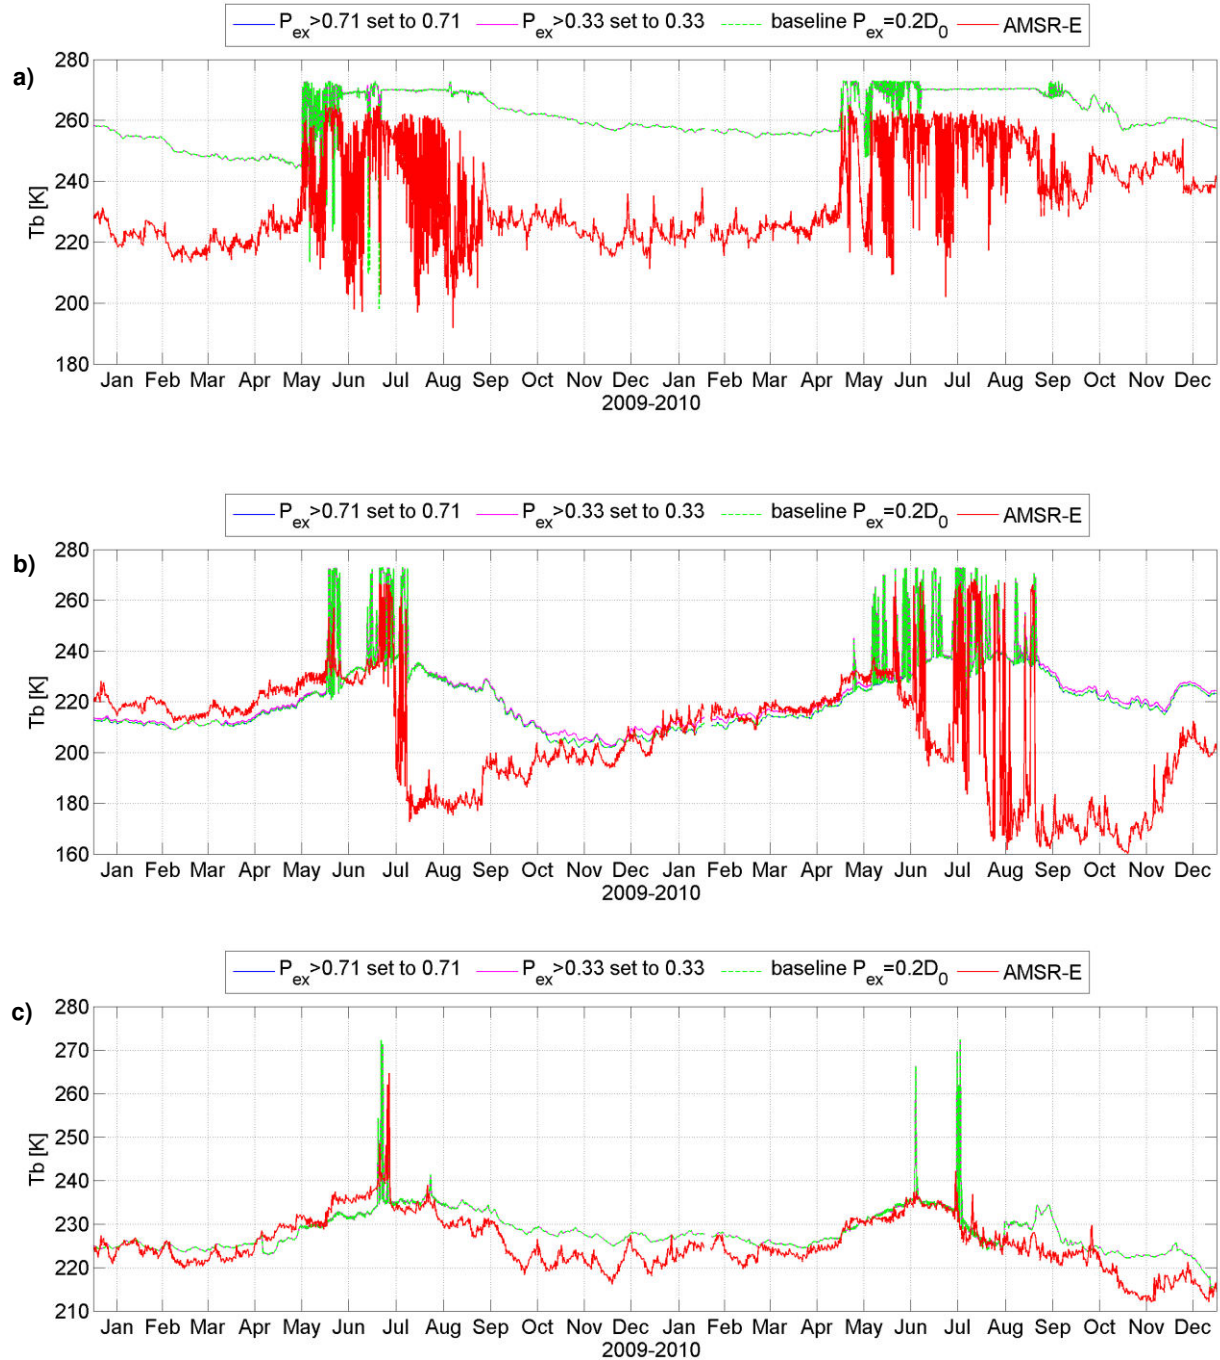 P_ex>0.71 set to 0.71 P_ex>0.33 set to 0.33 baseline P_ex=0.2D_0 AMSR-E
a)
280
260
240
220
200
180
Tb [K]
Jan Feb Mar Apr May Jun Jul Aug Sep Oct Nov Dec Jan Feb Mar Apr May Jun Jul Aug Sep Oct Nov Dec
2009-2010
P_ex>0.71 set to 0.71 P_ex>0.33 set to 0.33 baseline P_ex=0.2D_0 AMSR-E
b)
280
260
240
220
200
180
160
Tb [K]
Jan Feb Mar Apr May Jun Jul Aug Sep Oct Nov Dec Jan Feb Mar Apr May Jun Jul Aug Sep Oct Nov Dec
2009-2010
P_ex>0.71 set to 0.71 P_ex>0.33 set to 0.33 baseline P_ex=0.2D_0 AMSR-E
c)
280
270
260
250
240
230
220
210
Tb [K]
Jan Feb Mar Apr May Jun Jul Aug Sep Oct Nov Dec Jan Feb Mar Apr May Jun Jul Aug Sep Oct Nov Dec
2009-2010